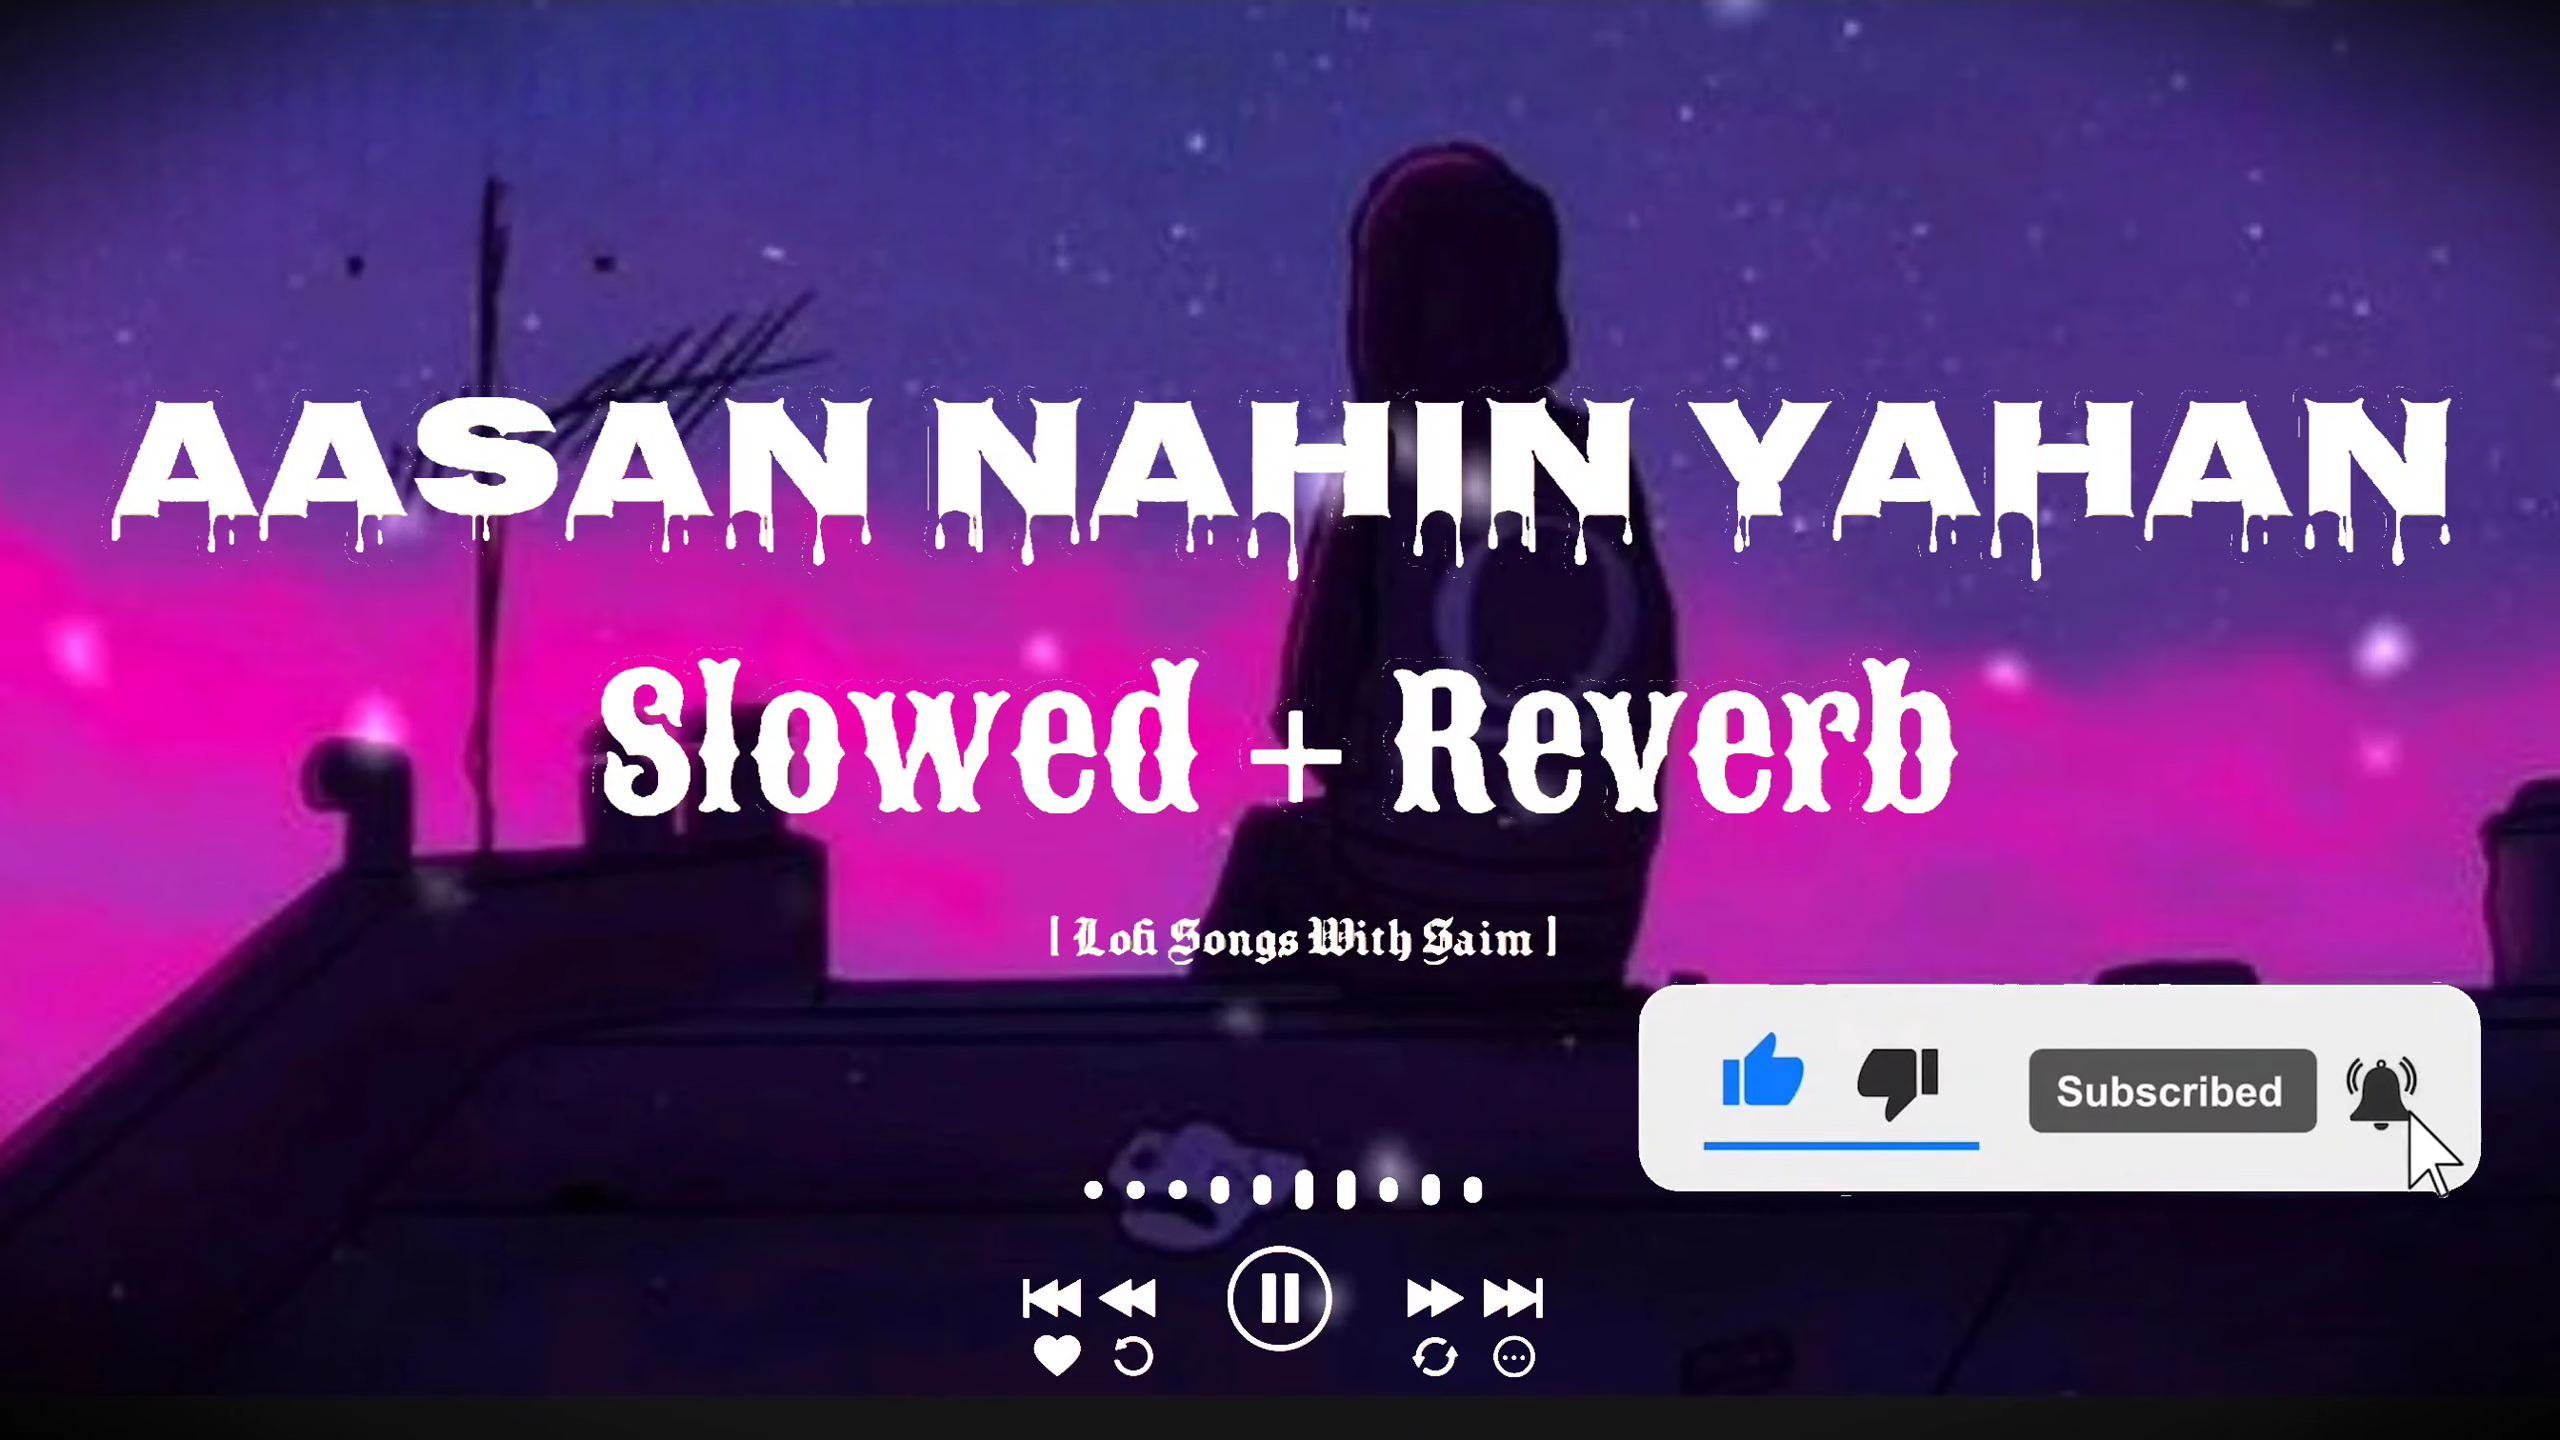 AASAN NAHIN YAHAN
Slowed + Reverb
[ Lofi Songs With Saim ]
Subscribed